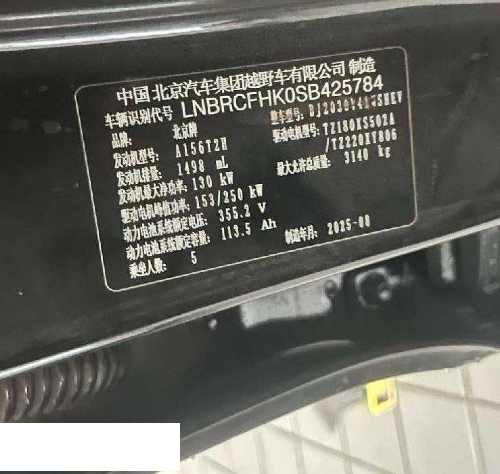 中国 北京汽车集团越野车有限公司 制造
车辆识别代号 LNBRCFHK0SB425784
品牌: 北京牌 整车型号:
发动机型号: A156T2H 驱动电机型号: TZ180XS502A
发动机排量: 1498 mL /TZ220XY806
发动机最大净功率: 130 kW 最大允许总质量: 3140 kg
驱动电机峰值功率: 153/250 kW
动力电池系统额定电压: 355.2 V
动力电池系统额定容量: 113.5 Ah 制造年月: 2025-08
乘坐人数: 5